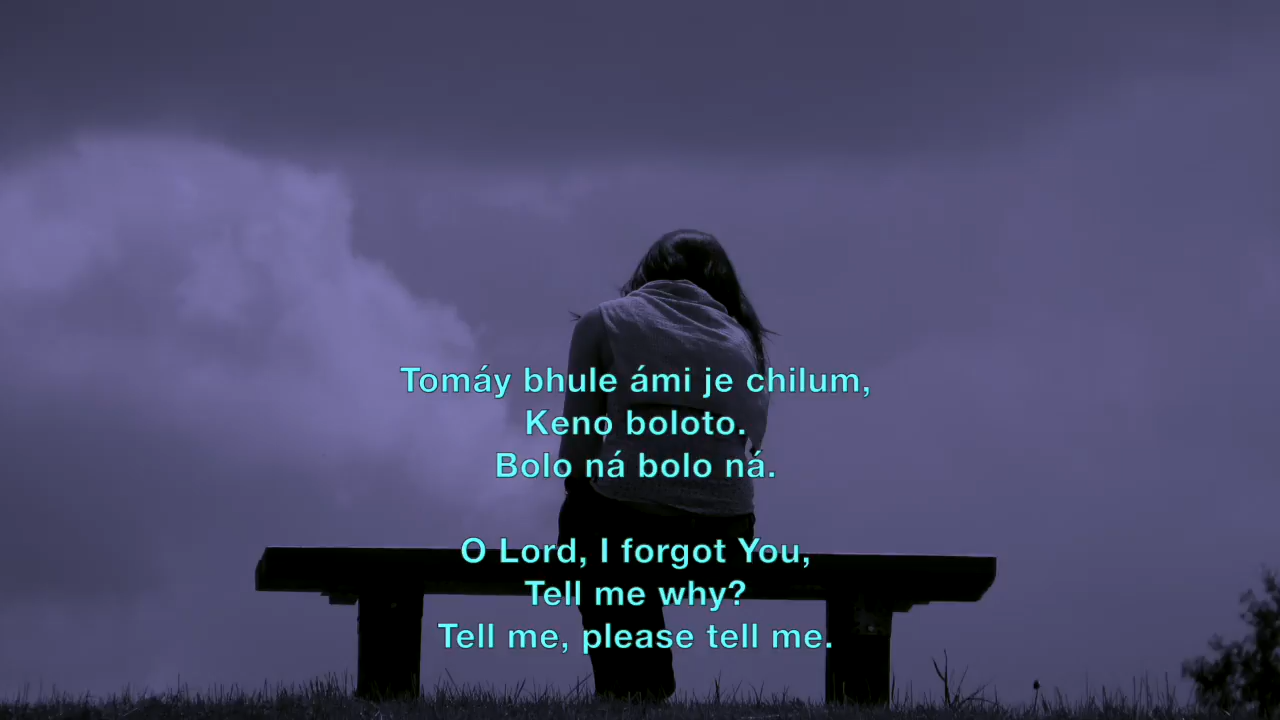 Tomáy bhule ámi je chilum,
Keno boloto.
Bolo ná bolo ná.
O Lord, I forgot You,
Tell me why?
Tell me, please tell me.